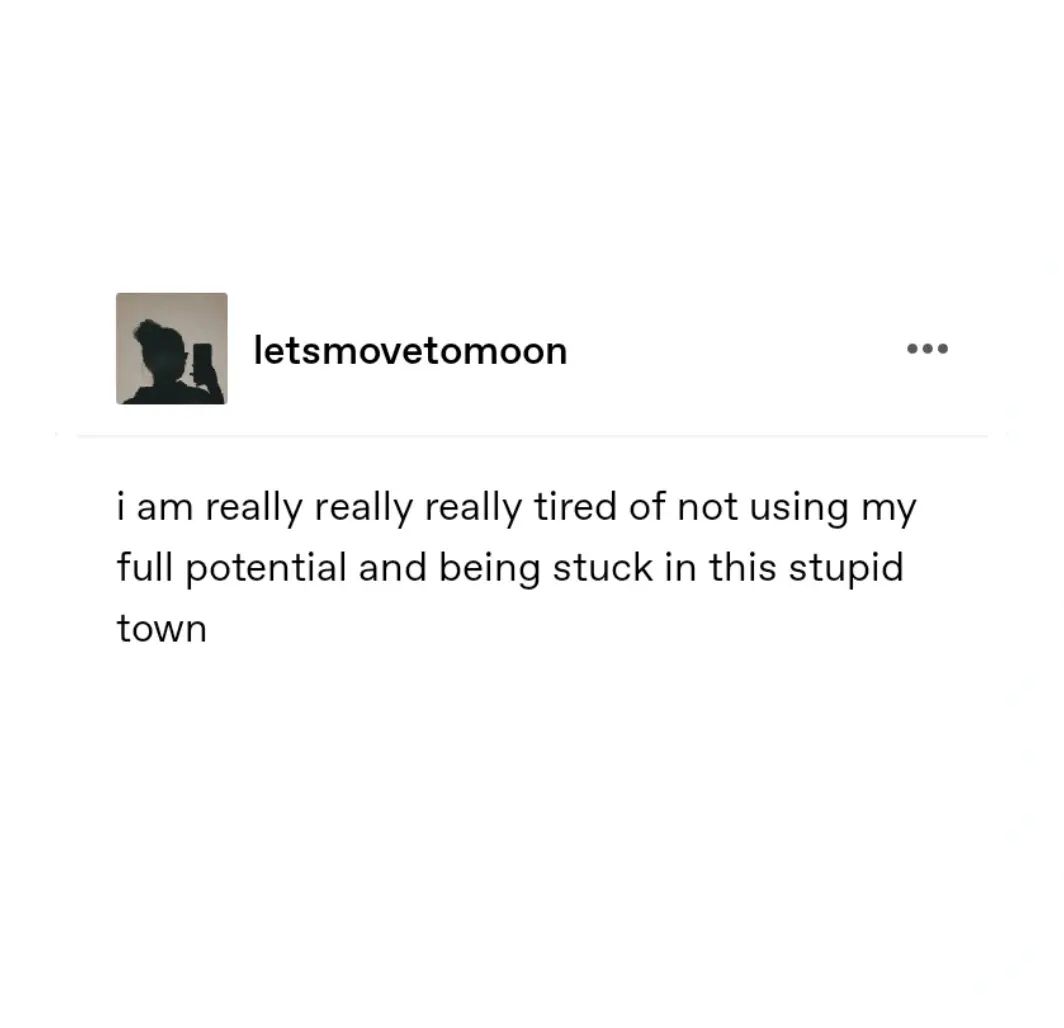 letsmovetomoon
i am really really really tired of not using my
full potential and being stuck in this stupid
town